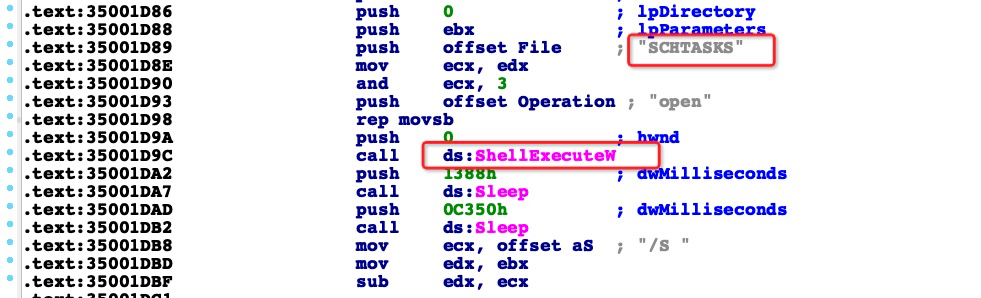 .text:35001D86 push 0 ; lpDirectory
.text:35001D88 push ebx ; lpParameters
.text:35001D89 push offset File ; "SCHTASKS"
.text:35001D8E mov ecx, edx
.text:35001D90 and ecx, 3
.text:35001D93 push offset Operation ; "open"
.text:35001D98 rep movsb
.text:35001D9A push 0 ; hwnd
.text:35001D9C call ds:ShellExecuteW
.text:35001DA2 push 1388h ; dwMilliseconds
.text:35001DA7 call ds:Sleep
.text:35001DAD push 0C350h ; dwMilliseconds
.text:35001DB2 call ds:Sleep
.text:35001DB8 mov ecx, offset aS ; "/S "
.text:35001DBD mov edx, ebx
.text:35001DBF sub edx, ecx